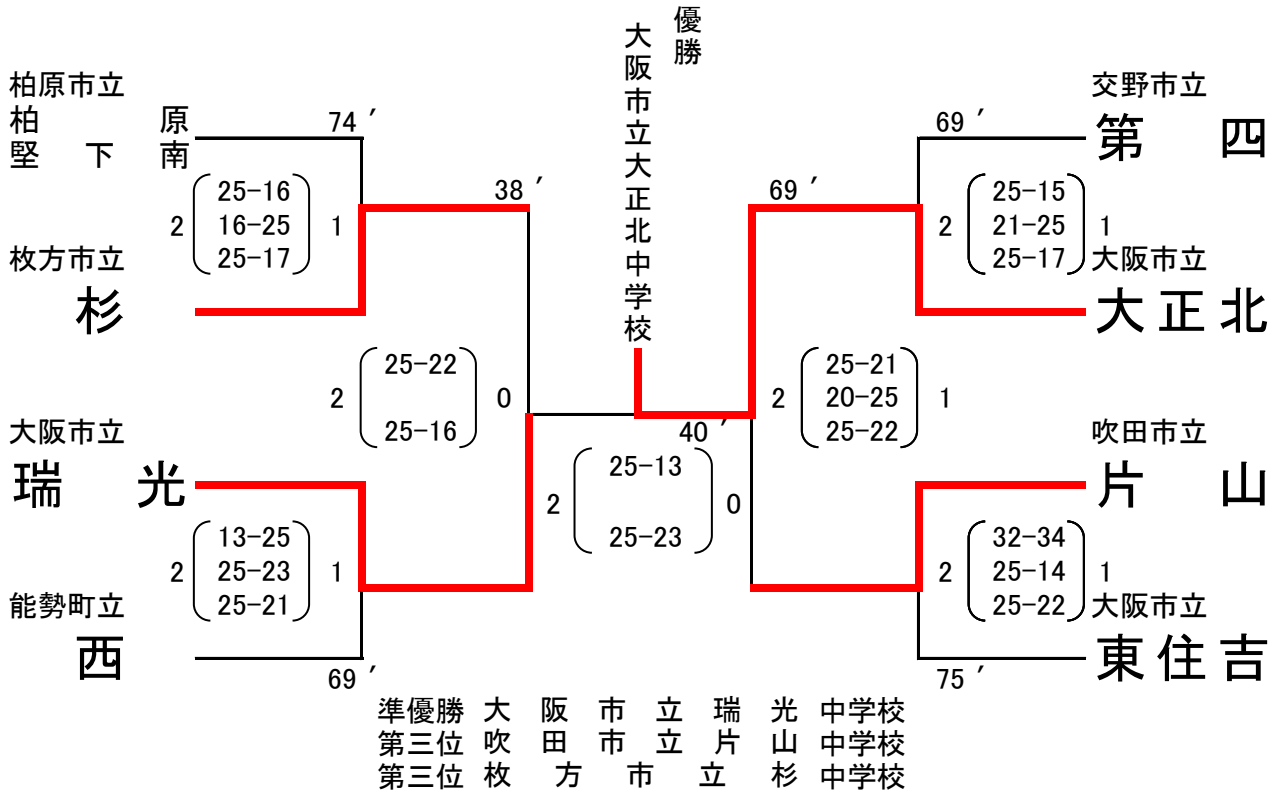 優勝
大阪市立大正北中学校
柏原市立
柏原
堅下南
74 ′
25-16
16-25
25-17
2
1
枚方市立
杉
38 ′
25-22
25-16
2
0
大阪市立
瑞光
13-25
25-23
25-21
2
1
能勢町立
西
69 ′
40 ′
25-13
25-23
2
0
交野市立
第四
69 ′
25-15
21-25
25-17
2
1
大阪市立
大正北
69 ′
25-21
20-25
25-22
2
1
吹田市立
片山
32-34
25-14
25-22
2
1
大阪市立
東住吉
75 ′
準優勝 大阪市立瑞光中学校
第三位 吹田市立片山中学校
第三位 枚方市立杉中学校